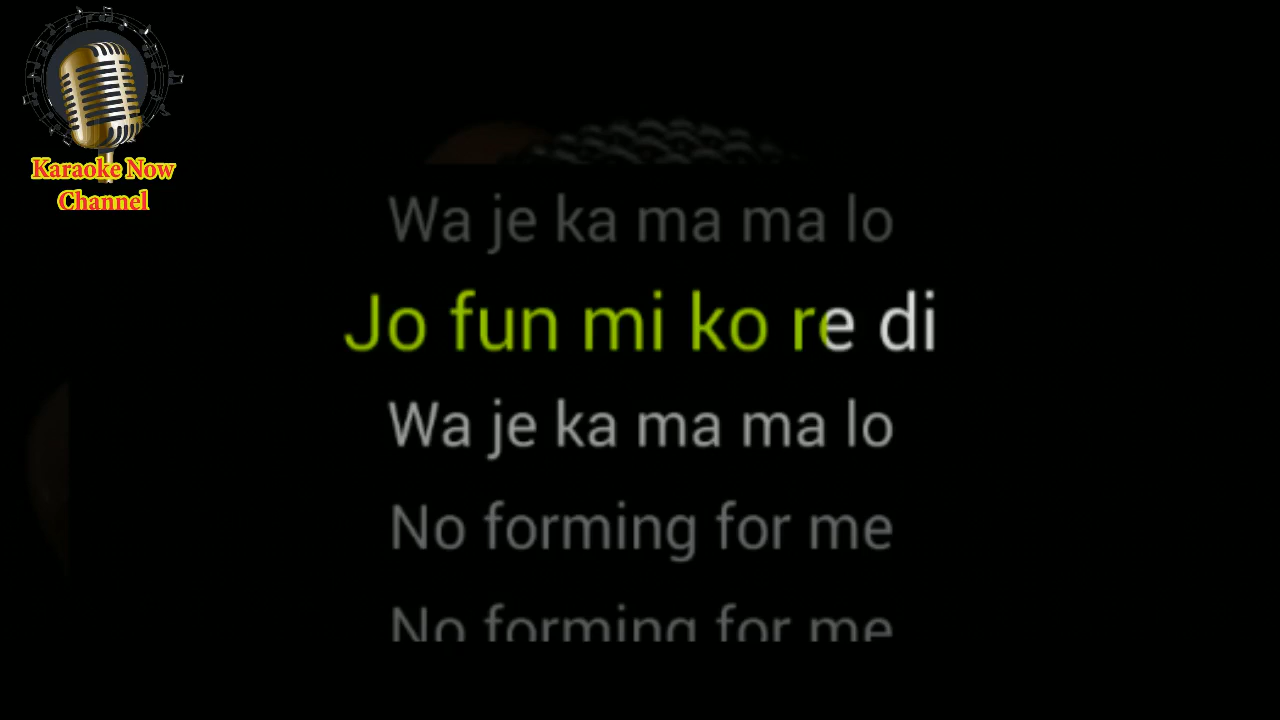 Karaoke Now
Channel
Wa je ka ma ma lo
Jo fun mi ko re di
Wa je ka ma ma lo
No forming for me
No forming for me